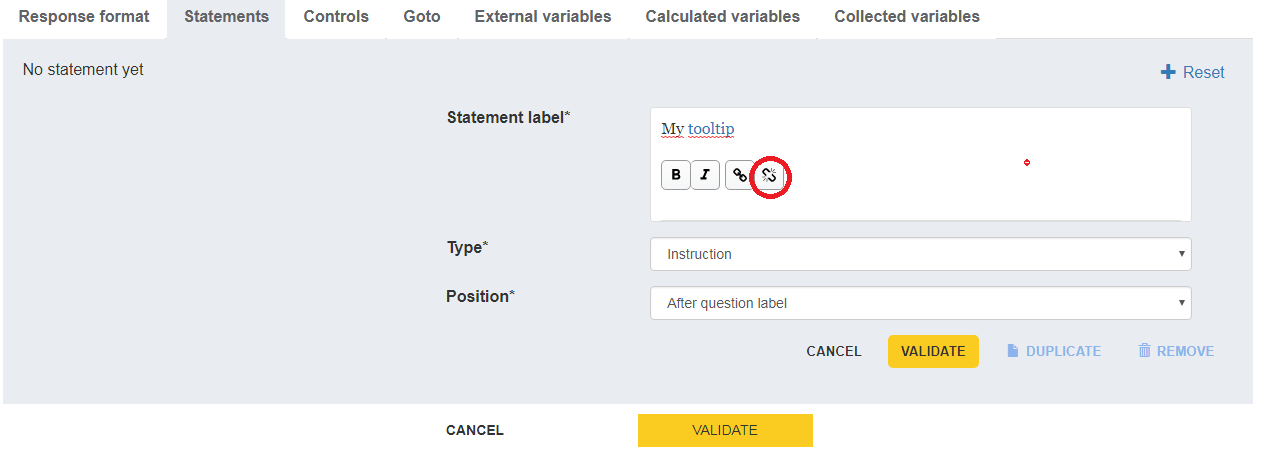 Response format Statements Controls Goto External variables Calculated variables Collected variables
No statement yet
Reset
Statement label*
My tooltip
B I
Type*
Instruction
Position*
After question label
CANCEL VALIDATE DUPLICATE REMOVE
CANCEL VALIDATE